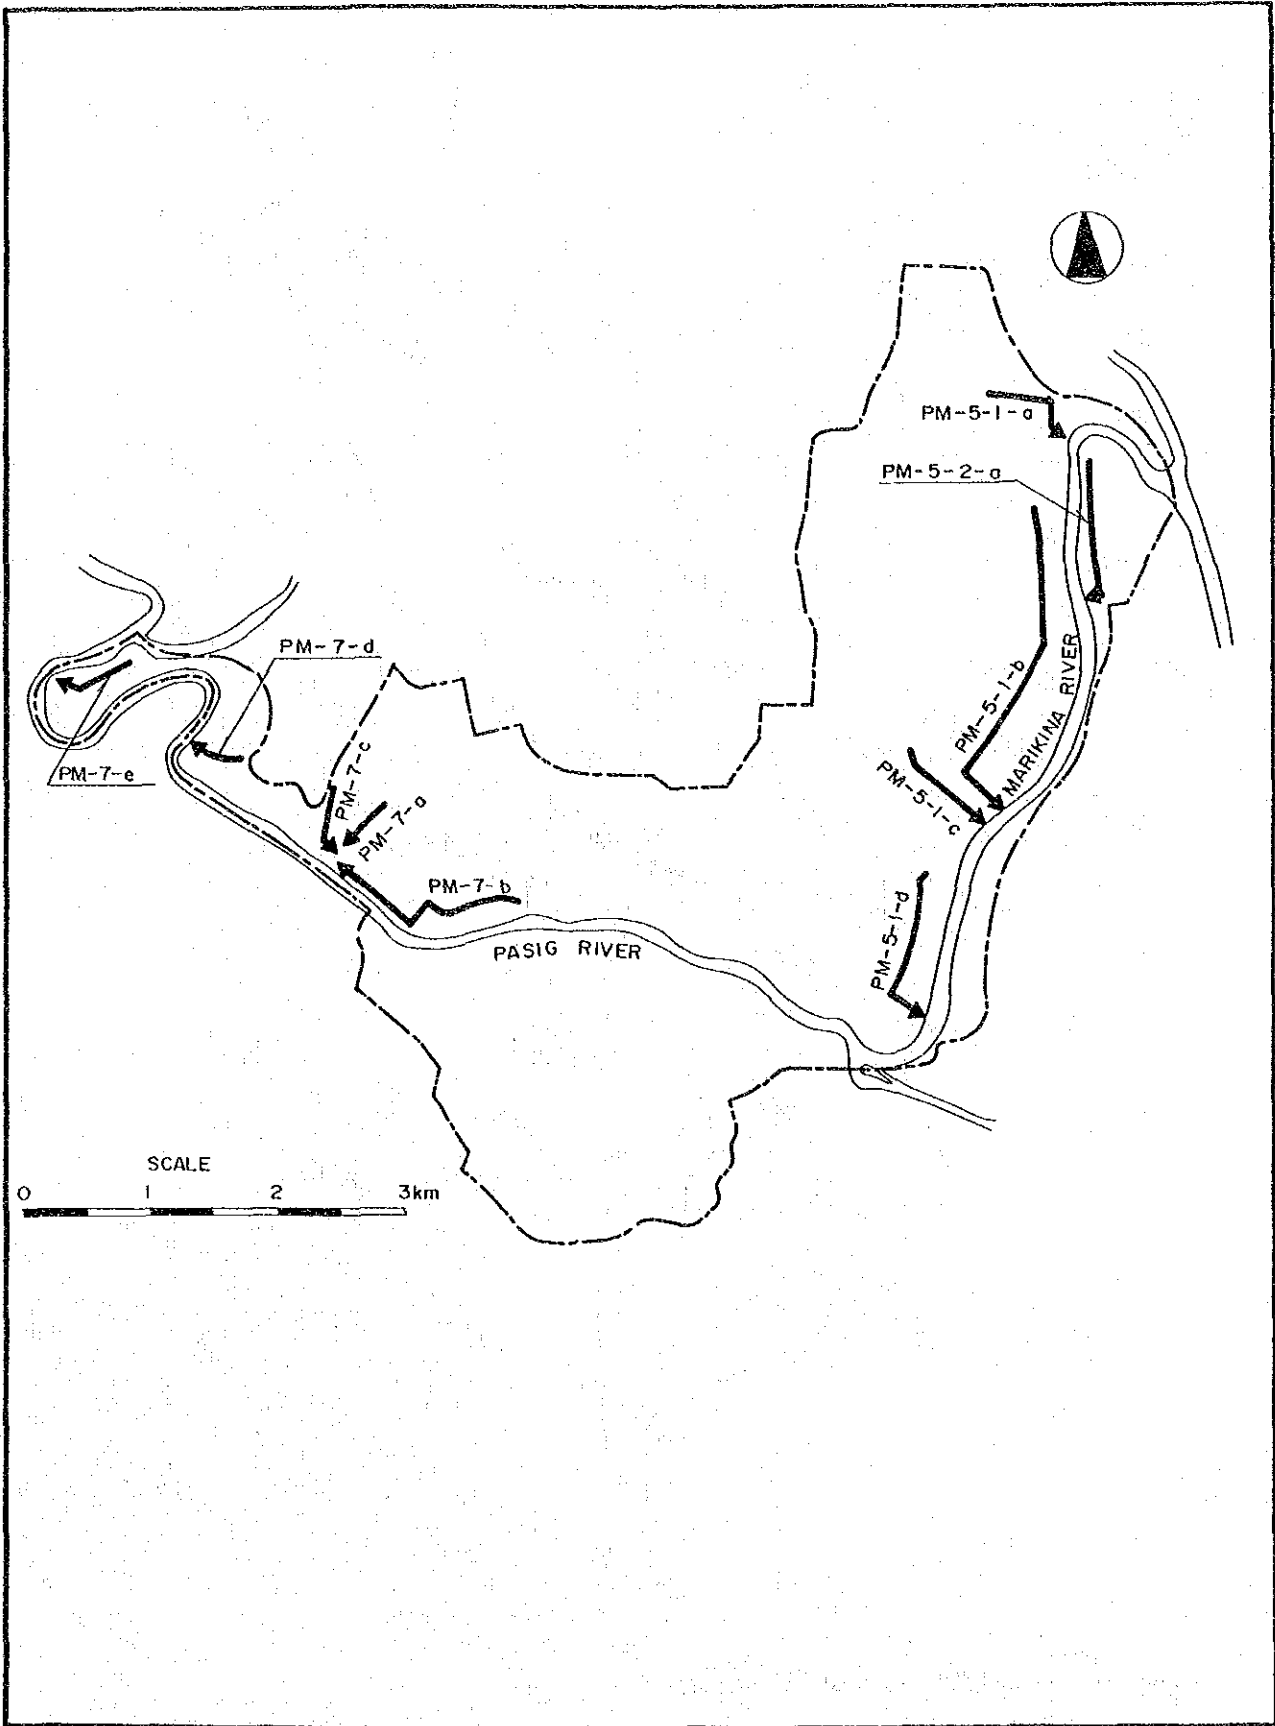 PM-5-1-a
PM-5-2-a
PM-7-d
PM-5-1-b
MARIKINA RIVER
PM-7-e
PM-7-c
PM-5-1-c
PM-7-a
PM-7-b
PM-5-1-d
PASIG RIVER
SCALE
0 1 2 3km